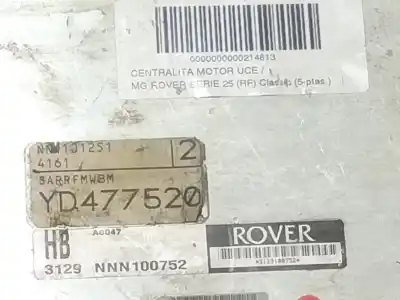 0000000000214613
CENTRALITA MOTOR UCE /
MG ROVER SERIE 25 (RF) Classic (5-ptas.)
2
4161
SARRFMWBM
YD477520
HB A6047
3129 NNN100752
ROVER